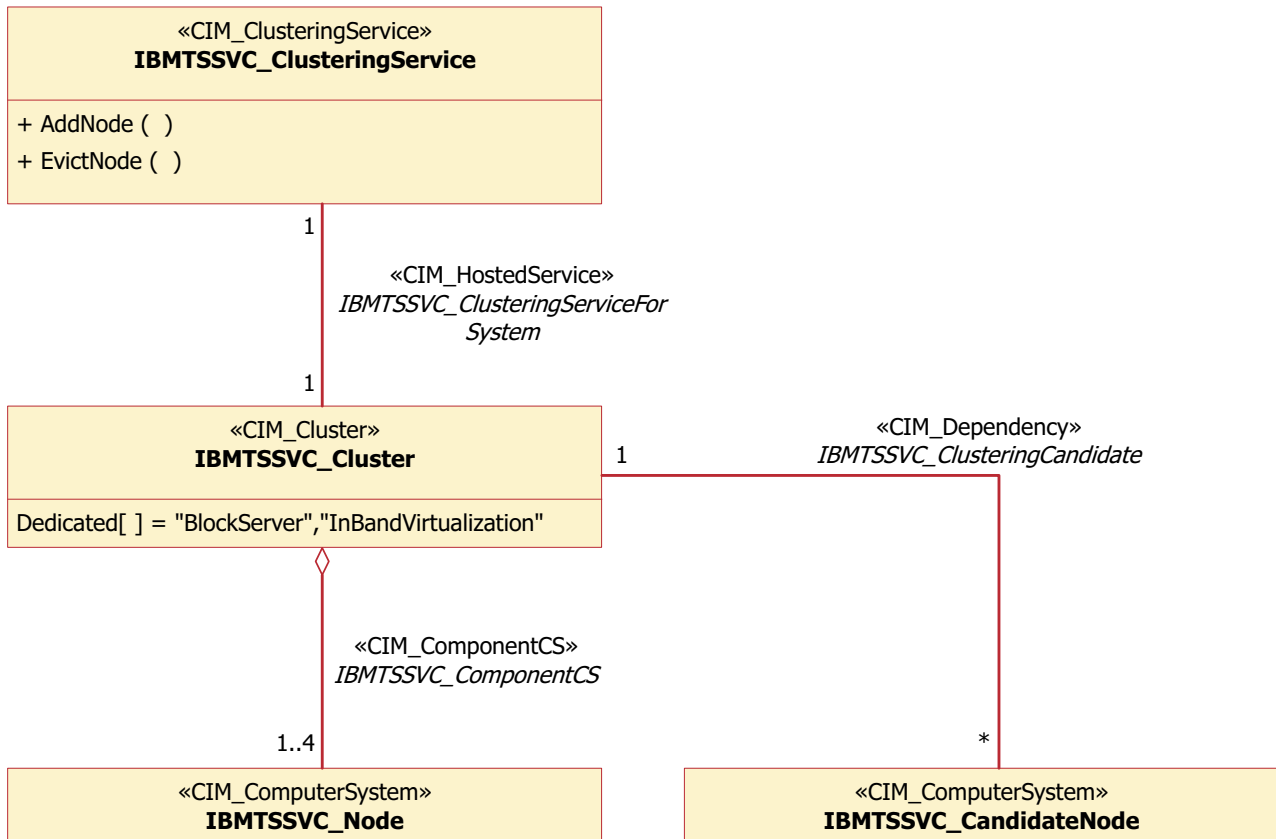 «CIM_ClusteringService»
IBMTSSVC_ClusteringService
+ AddNode ( )
+ EvictNode ( )
1
«CIM_HostedService»
IBMTSSVC_ClusteringServiceFor
System
1
«CIM_Cluster»
IBMTSSVC_Cluster
Dedicated[ ] = "BlockServer","InBandVirtualization"
1
«CIM_Dependency»
IBMTSSVC_ClusteringCandidate
«CIM_ComponentCS»
IBMTSSVC_ComponentCS
1..4
*
«CIM_ComputerSystem»
IBMTSSVC_Node
«CIM_ComputerSystem»
IBMTSSVC_CandidateNode